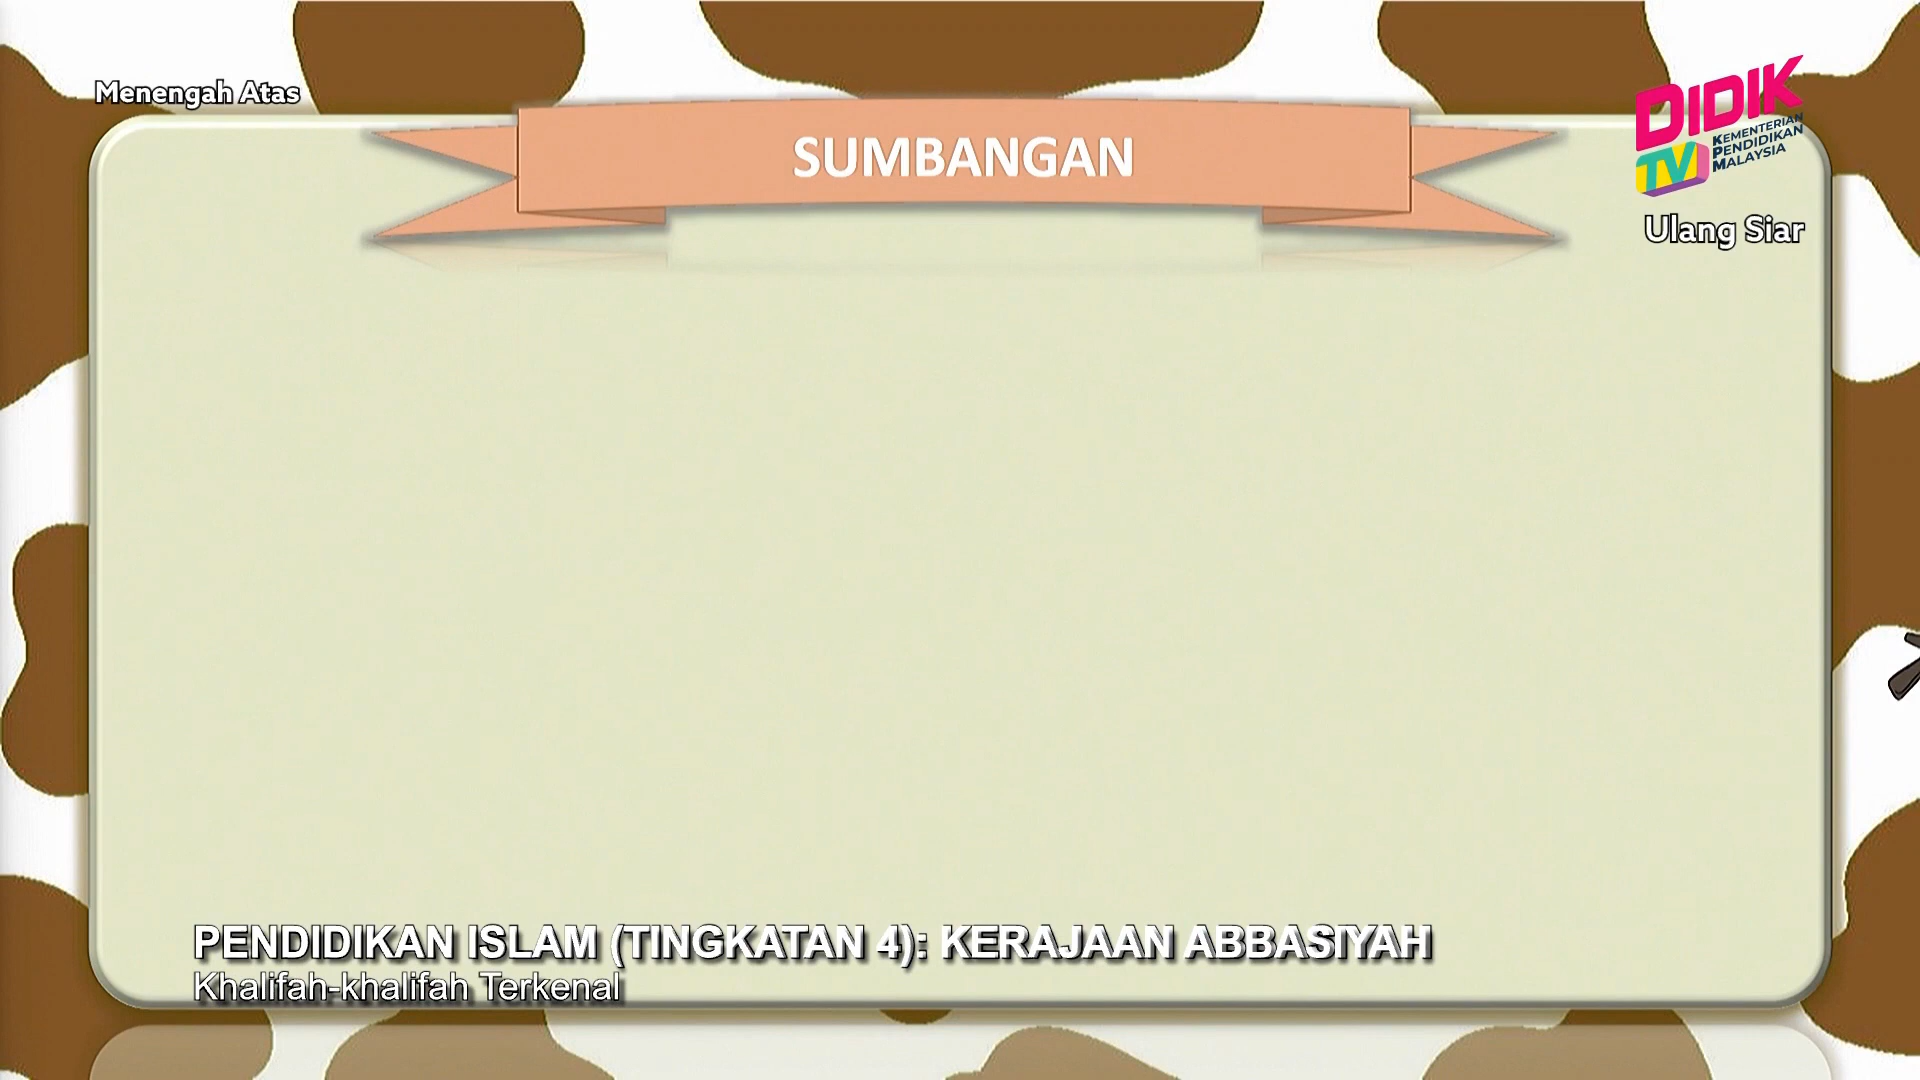 Menengah Atas
SUMBANGAN
DIDIK
TV
KEMENTERIAN
PENDIDIKAN
MALAYSIA
Ulang Siar
PENDIDIKAN ISLAM (TINGKATAN 4): KERAJAAN ABBASIYAH
Khalifah-khalifah Terkenal